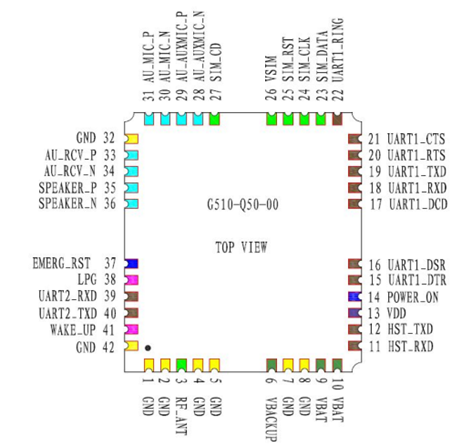 31 AU_MIC_P
30 AU_MIC_N
29 AU_AUXMIC_P
28 AU_AUXMIC_N
27 SIM_CD
26 VSIM
25 SIM_RST
24 SIM_CLK
23 SIM_DATA
22 UART1_RING
GND 32
AU_RCV_P 33
AU_RCV_N 34
SPEAKER_P 35
SPEAKER_N 36
EMERG_RST 37
LPG 38
UART2_RXD 39
UART2_TXD 40
WAKE_UP 41
GND 42
G510-Q50-00
TOP VIEW
21 UART1_CTS
20 UART1_RTS
19 UART1_TXD
18 UART1_RXD
17 UART1_DCD
16 UART1_DSR
15 UART1_DTR
14 POWER_ON
13 VDD
12 HST_TXD
11 HST_RXD
1 GND
2 GND
3 RF_ANT
4 GND
5 GND
6 VBACKUP
7 GND
8 GND
9 VBAT
10 VBAT